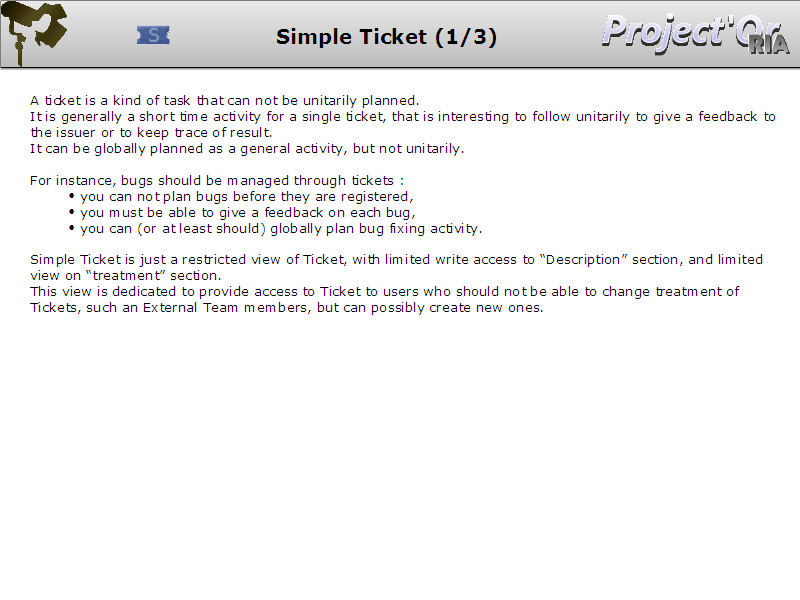 S
Simple Ticket (1/3)
Project'Or
RIA
A ticket is a kind of task that can not be unitarily planned.
It is generally a short time activity for a single ticket, that is interesting to follow unitarily to give a feedback to
the issuer or to keep trace of result.
It can be globally planned as a general activity, but not unitarily.
For instance, bugs should be managed through tickets :
• you can not plan bugs before they are registered,
• you must be able to give a feedback on each bug,
• you can (or at least should) globally plan bug fixing activity.
Simple Ticket is just a restricted view of Ticket, with limited write access to “Description” section, and limited
view on “treatment” section.
This view is dedicated to provide access to Ticket to users who should not be able to change treatment of
Tickets, such an External Team members, but can possibly create new ones.